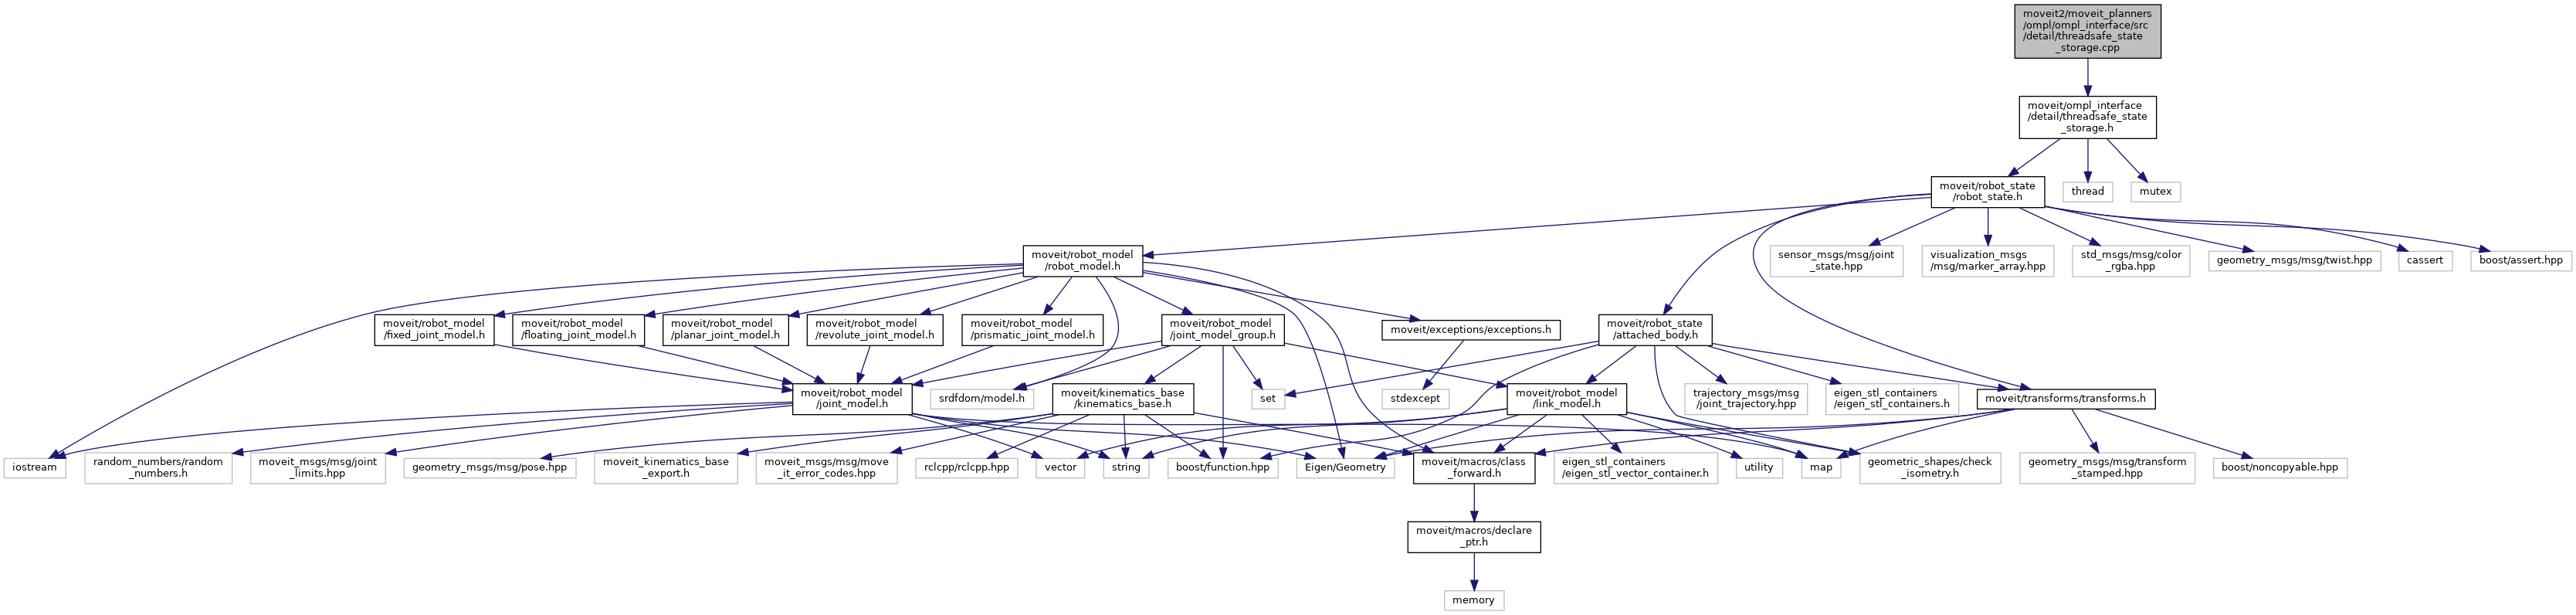 moveit2/moveit_planners
/ompl/ompl_interface/src
/detail/threadsafe_state
_storage.cpp
moveit/ompl_interface
/detail/threadsafe_state
_storage.h
moveit/robot_state
/robot_state.h
thread
mutex
moveit/robot_model
/robot_model.h
sensor_msgs/msg/joint
_state.hpp
visualization_msgs
/msg/marker_array.hpp
std_msgs/msg/color
_rgba.hpp
geometry_msgs/msg/twist.hpp
cassert
boost/assert.hpp
moveit/robot_model
/fixed_joint_model.h
moveit/robot_model
/floating_joint_model.h
moveit/robot_model
/planar_joint_model.h
moveit/robot_model
/revolute_joint_model.h
moveit/robot_model
/prismatic_joint_model.h
moveit/robot_model
/joint_model_group.h
moveit/exceptions/exceptions.h
moveit/robot_state
/attached_body.h
moveit/robot_model
/joint_model.h
srdfdom/model.h
moveit/kinematics_base
/kinematics_base.h
set
stdexcept
moveit/robot_model
/link_model.h
trajectory_msgs/msg
/joint_trajectory.hpp
eigen_stl_containers
/eigen_stl_containers.h
moveit/transforms/transforms.h
iostream
random_numbers/random
_numbers.h
moveit_msgs/msg/joint
_limits.hpp
geometry_msgs/msg/pose.hpp
moveit_kinematics_base
_export.h
moveit_msgs/msg/move
_it_error_codes.hpp
rclcpp/rclcpp.hpp
vector
string
boost/function.hpp
Eigen/Geometry
moveit/macros/class
_forward.h
eigen_stl_containers
/eigen_stl_vector_container.h
utility
map
geometric_shapes/check
_isometry.h
geometry_msgs/msg/transform
_stamped.hpp
boost/noncopyable.hpp
moveit/macros/declare
_ptr.h
memory